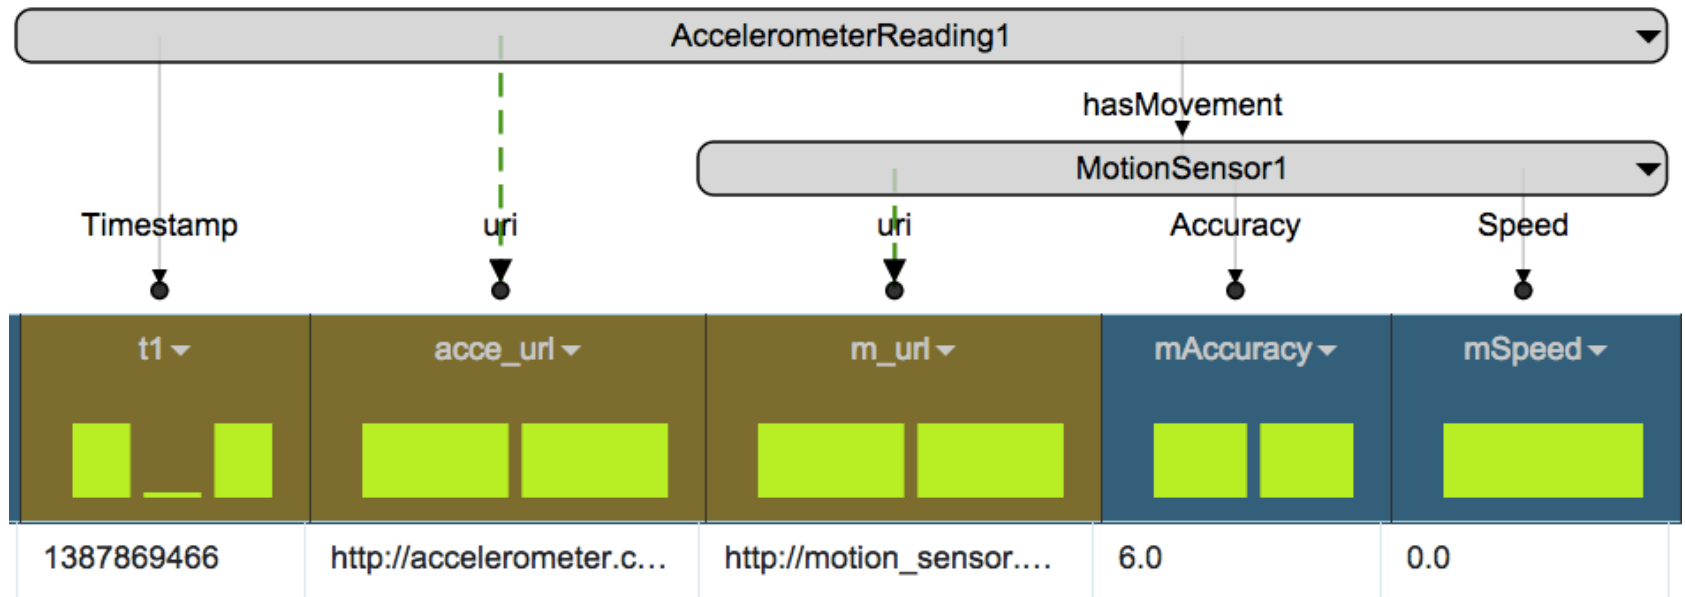 AccelerometerReading1
hasMovement
MotionSensor1
Timestamp uri uri Accuracy Speed
t1 acce_url m_url mAccuracy mSpeed
1387869466 http://accelerometer.c... http://motion_sensor.... 6.0 0.0